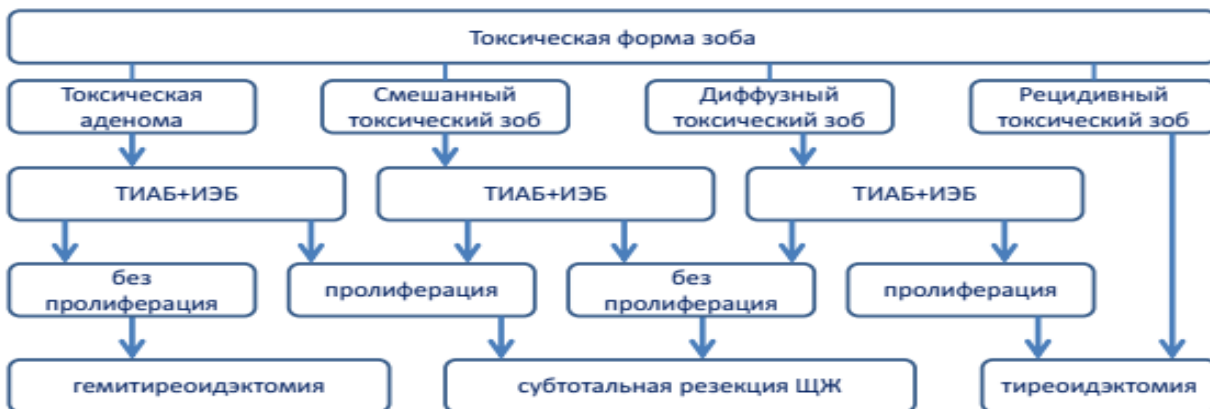 Токсическая форма зоба
Токсическая
аденома
Смешанный
токсический зоб
Диффузный
токсический зоб
Рецидивный
токсический зоб
ТИАБ+ИЭБ
ТИАБ+ИЭБ
ТИАБ+ИЭБ
без
пролиферация
пролиферация
без
пролиферация
пролиферация
гемитиреоидэктомия
субтотальная резекция ЩЖ
тиреоидэктомия